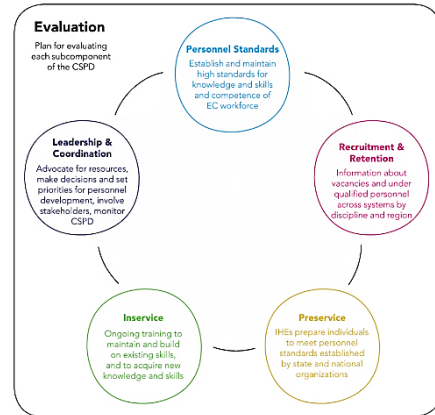 Evaluation
Plan for evaluating
each subcomponent
of the CSPD
Personnel Standards
Establish and maintain
high standards for
knowledge and skills
and competence of
EC workforce
Leadership &
Coordination
Advocate for resources,
make decisions and set
priorities for personnel
development, involve
stakeholders, monitor
CSPD
Recruitment &
Retention
Information about
vacancies and under
qualified personnel
across systems by
discipline and region
Inservice
Ongoing training to
maintain and build
on existing skills,
and to acquire new
knowledge and skills
Preservice
IHEs prepare individuals
to meet personnel
standards established
by state and national
organizations